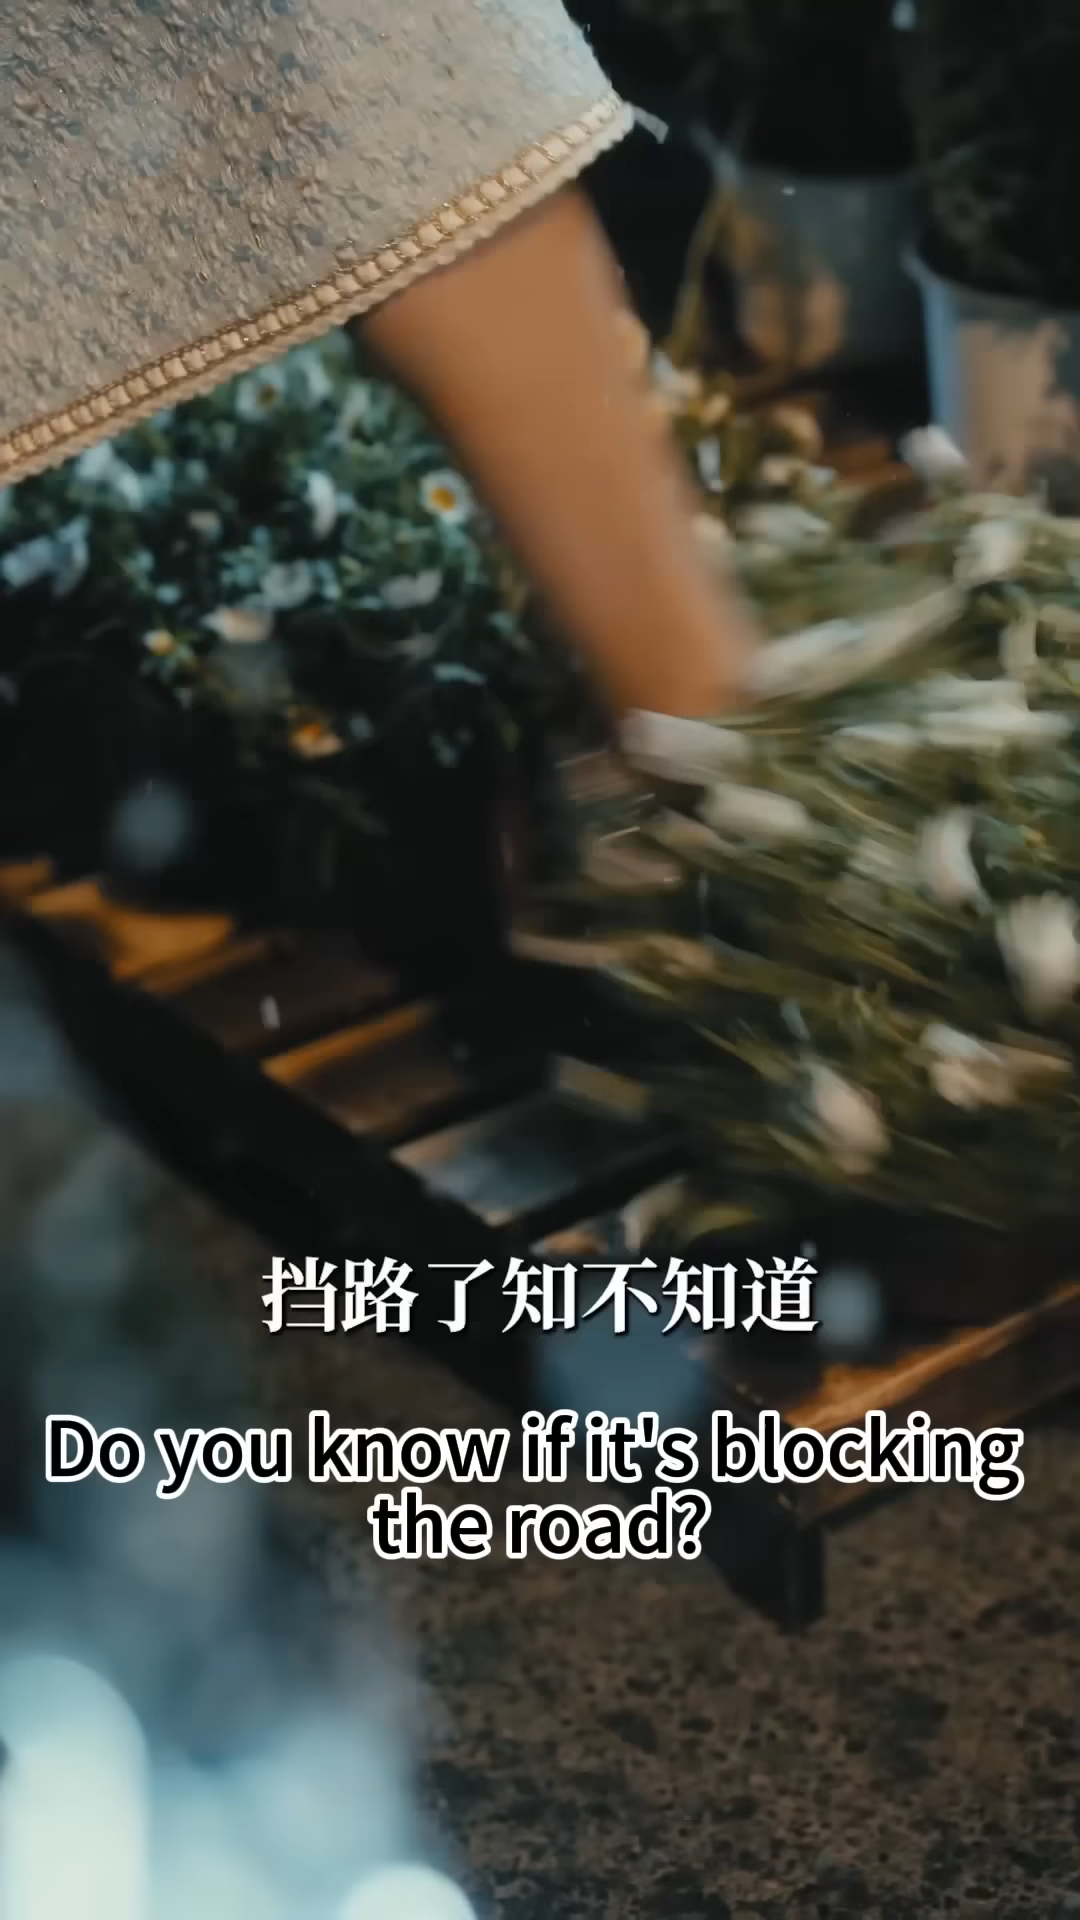 挡路了知不知道
Do you know if it's blocking
the road?